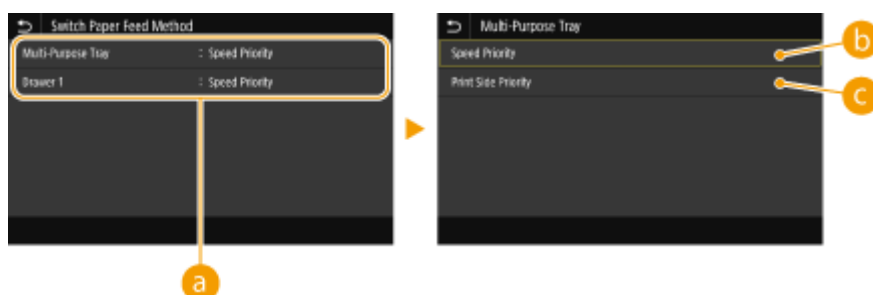 Switch Paper Feed Method
Multi-Purpose Tray : Speed Priority
Drawer 1 : Speed Priority
a
Multi-Purpose Tray
Speed Priority
Print Side Priority
b
c